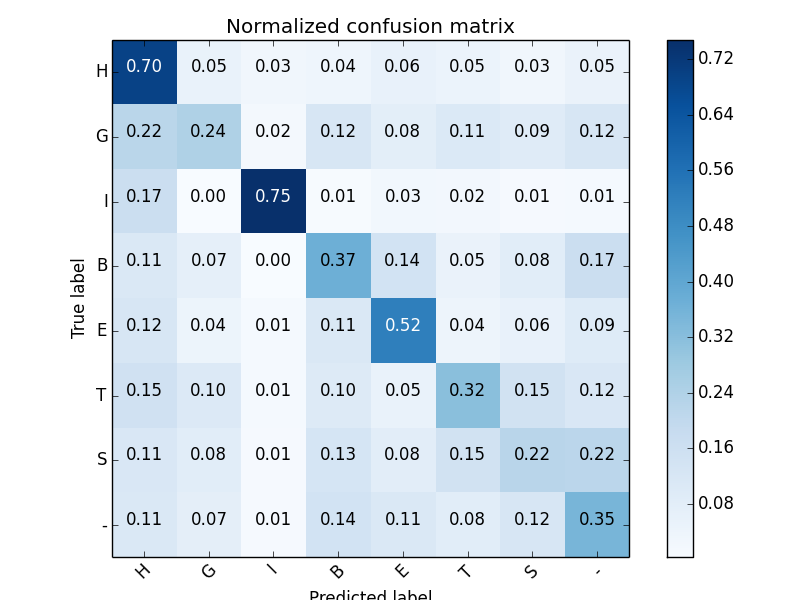 Normalized confusion matrix
H 0.70 0.05 0.03 0.04 0.06 0.05 0.03 0.05
G 0.22 0.24 0.02 0.12 0.08 0.11 0.09 0.12
I 0.17 0.00 0.75 0.01 0.03 0.02 0.01 0.01
B 0.11 0.07 0.00 0.37 0.14 0.05 0.08 0.17
E 0.12 0.04 0.01 0.11 0.52 0.04 0.06 0.09
T 0.15 0.10 0.01 0.10 0.05 0.32 0.15 0.12
S 0.11 0.08 0.01 0.13 0.08 0.15 0.22 0.22
- 0.11 0.07 0.01 0.14 0.11 0.08 0.12 0.35
H G I B E T S -
True label
Predicted label
0.72
0.64
0.56
0.48
0.40
0.32
0.24
0.16
0.08